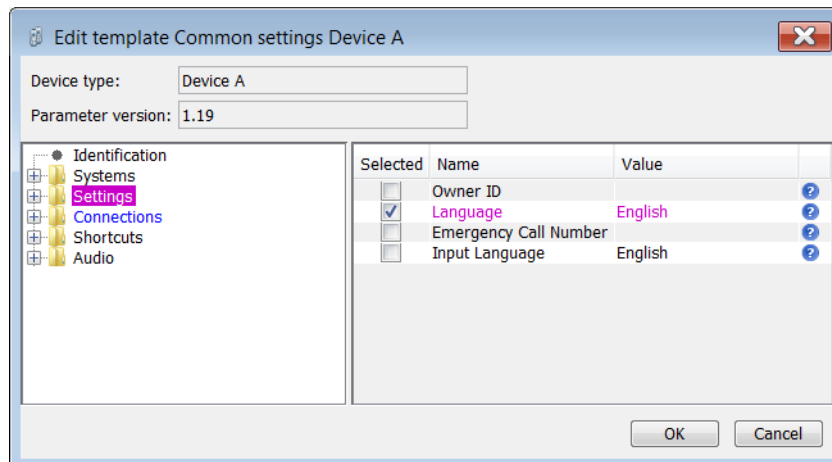 Edit template Common settings Device A
Device type: Device A
Parameter version: 1.19
Identification
Systems
Settings
Connections
Shortcuts
Audio
Selected Name Value
Owner ID
Language English
Emergency Call Number
Input Language English
OK Cancel